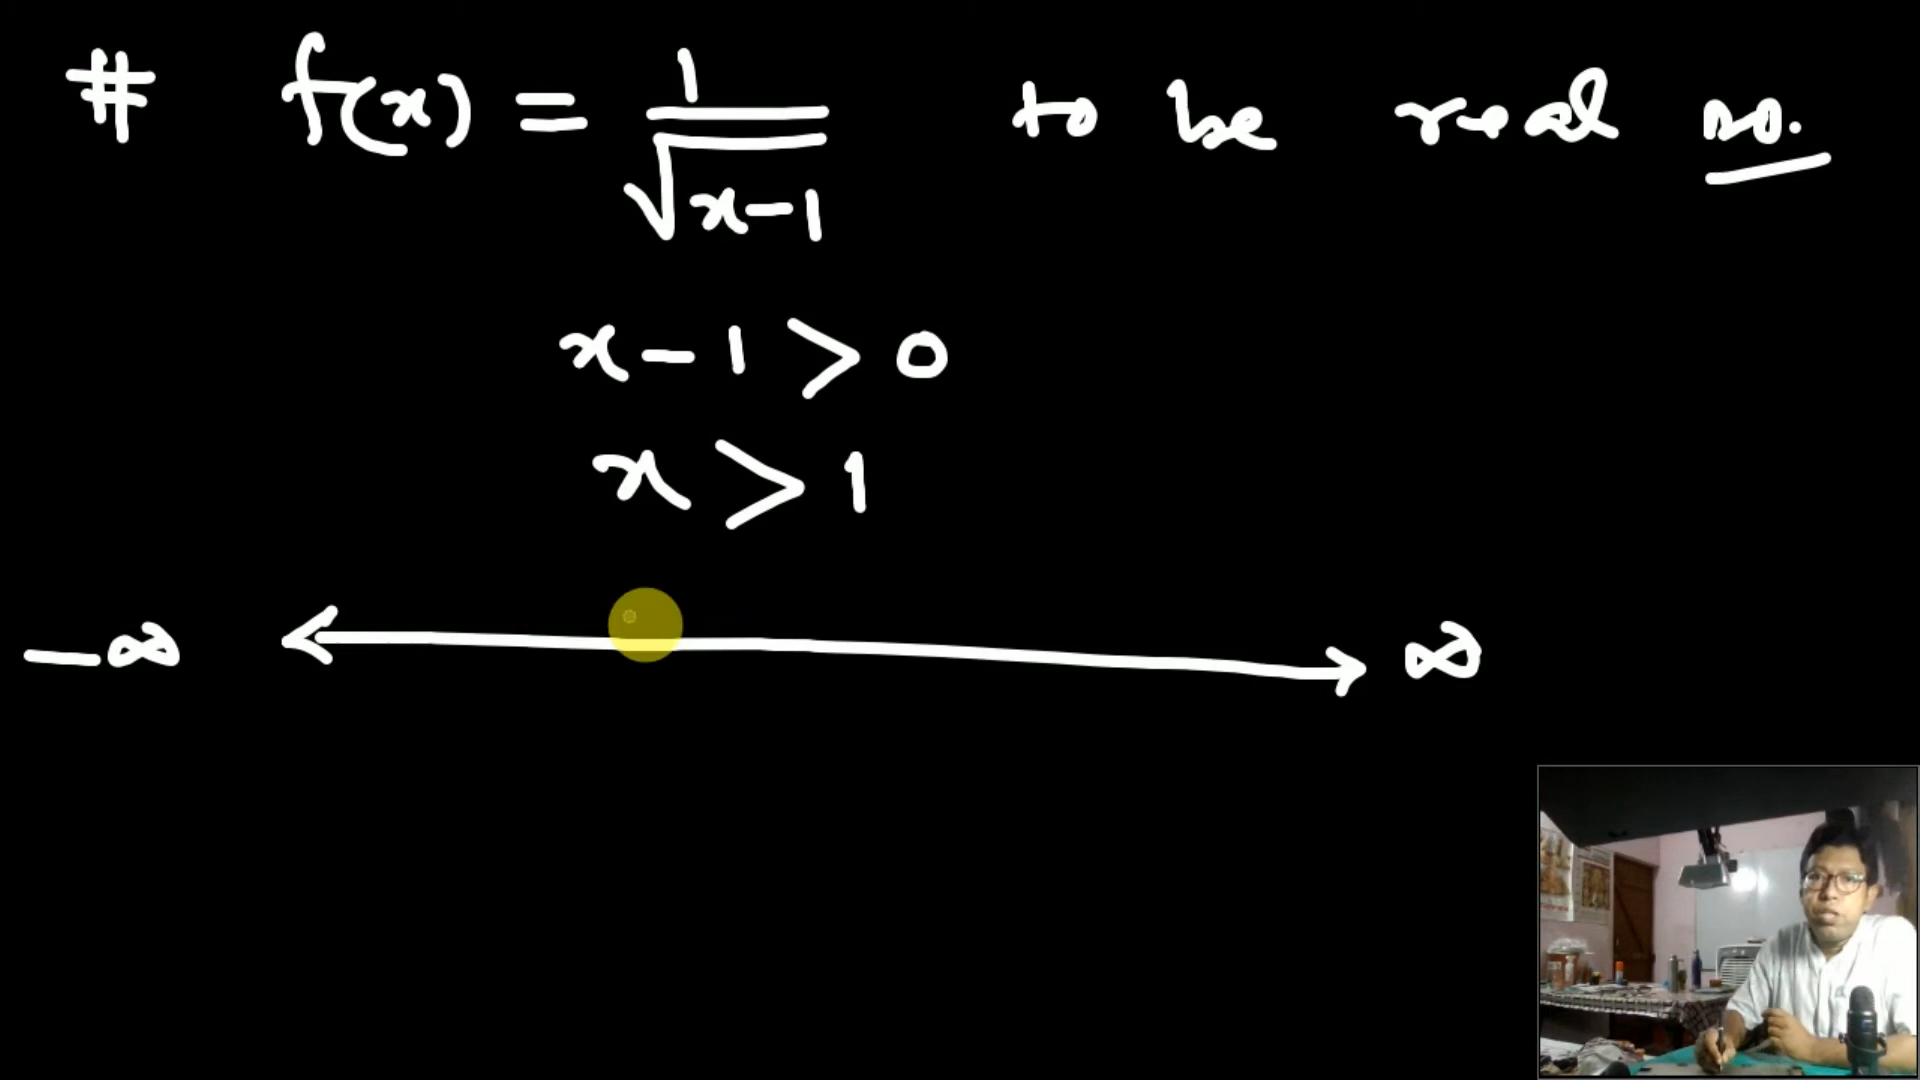 # f(x) = 1/√(x-1) to be real no.
x - 1 > 0
x > 1
-∞ ∞